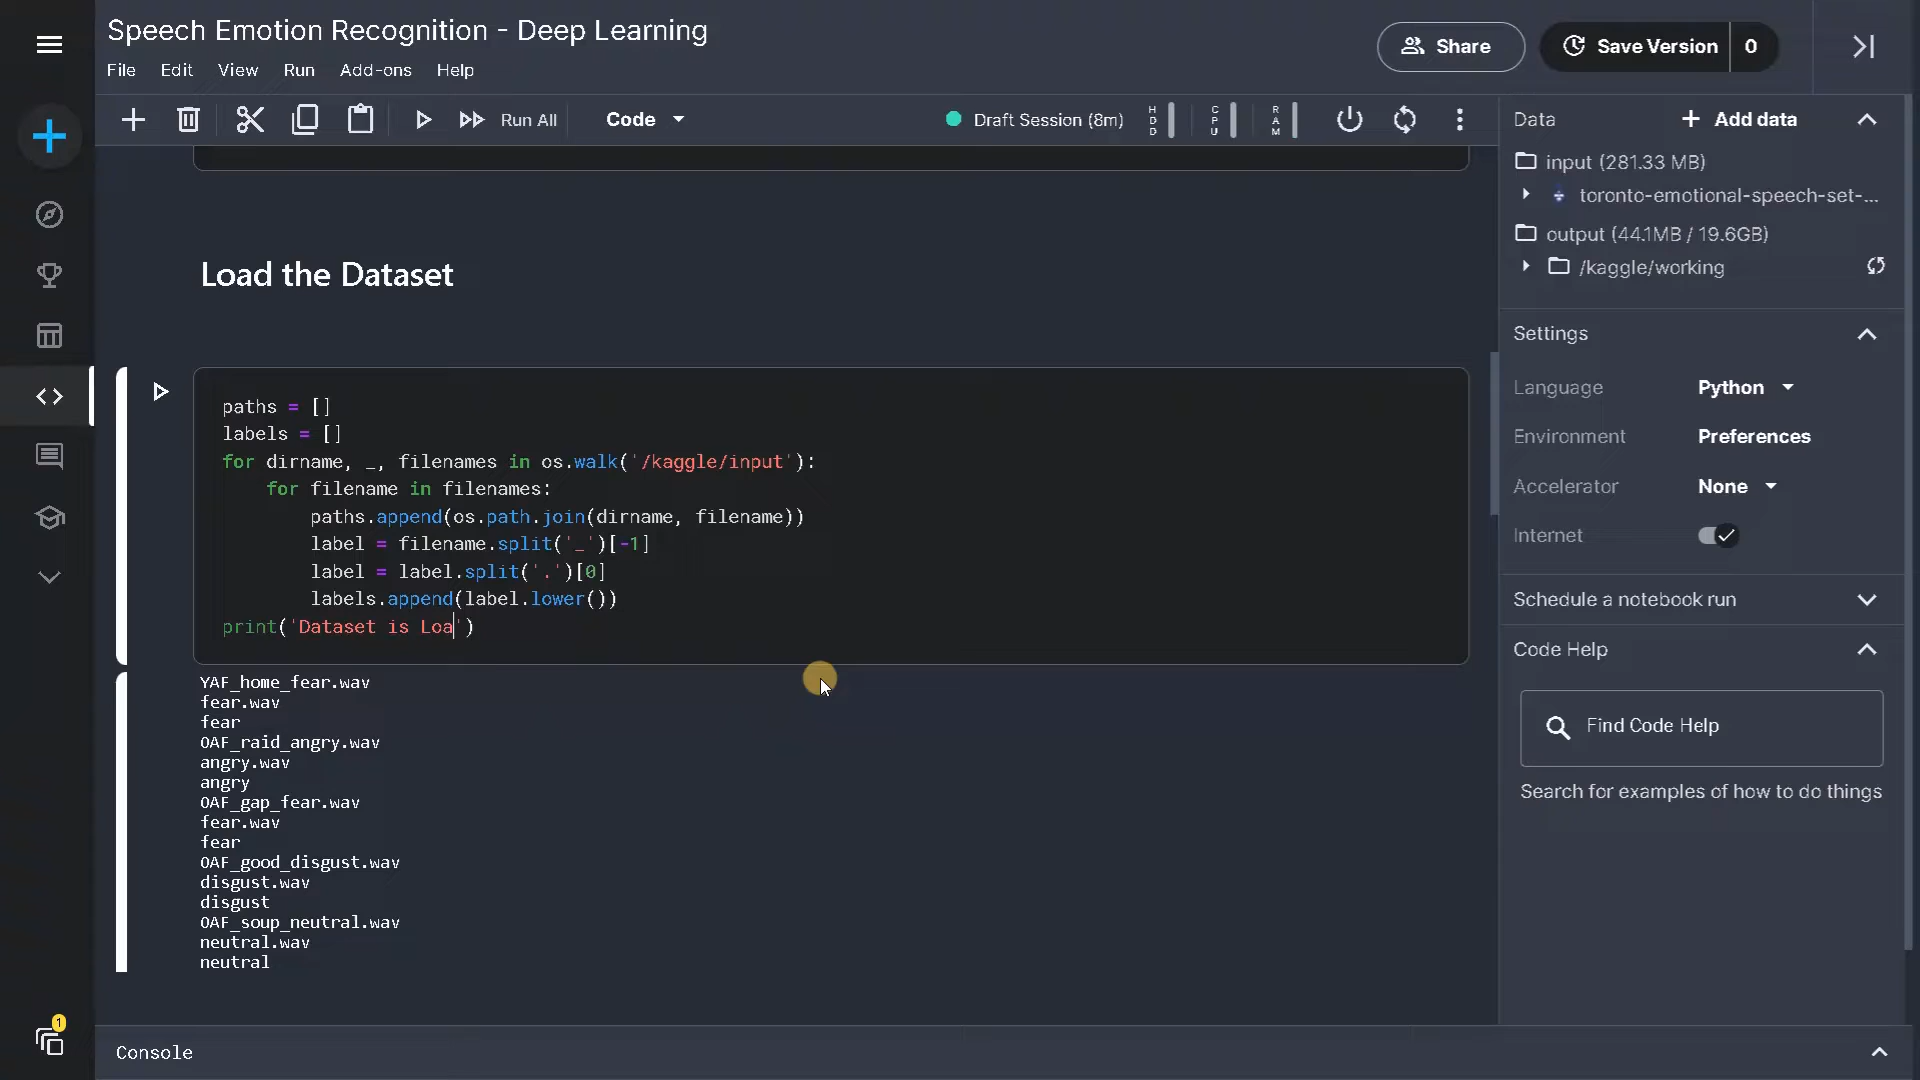 Speech Emotion Recognition - Deep Learning
File Edit View Run Add-ons Help
Share
Save Version 0
Run All
Code
Draft Session (8m)
HDD
CPU
RAM
Data
Add data
input (281.33 MB)
toronto-emotional-speech-set-...
output (44.1MB / 19.6GB)
/kaggle/working
Load the Dataset
paths = []
labels = []
for dirname, _, filenames in os.walk('/kaggle/input'):
    for filename in filenames:
        paths.append(os.path.join(dirname, filename))
        label = filename.split('_')[-1]
        label = label.split('.')[0]
        labels.append(label.lower())
print('Dataset is Loa')
YAF_home_fear.wav
fear.wav
fear
OAF_raid_angry.wav
angry.wav
angry
OAF_gap_fear.wav
fear.wav
fear
OAF_good_disgust.wav
disgust.wav
disgust
OAF_soup_neutral.wav
neutral.wav
neutral
Settings
Language Python
Environment Preferences
Accelerator None
Internet
Schedule a notebook run
Code Help
Find Code Help
Search for examples of how to do things
1
Console